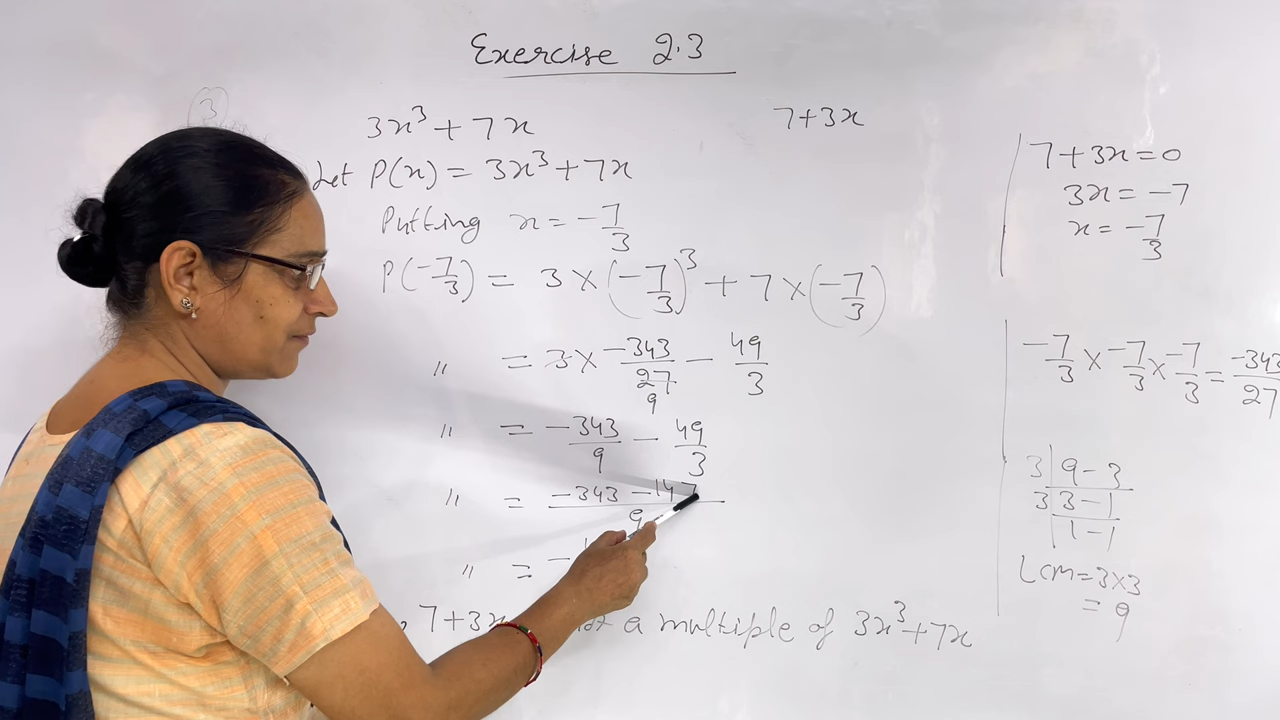 Exercise 2.3
3
3x³ + 7x 7+3x
Let P(x) = 3x³ + 7x
Putting x = -7/3
P(-7/3) = 3 × (-7/3)³ + 7 × (-7/3)
" = 3 × -343/27 - 49/3
9
" = -343/9 - 49/3
" = -343 - 147/9
" = -
7+3x a multiple of 3x³+7x
7+3x=0
3x = -7
x = -7/3
-7/3 × -7/3 × -7/3 = -343/27
3 | 9 - 3
3 | 3 - 1
1 - 1
LCM = 3×3
= 9